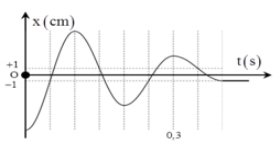 x (cm)
+1
O
−1
t(s)
0,3